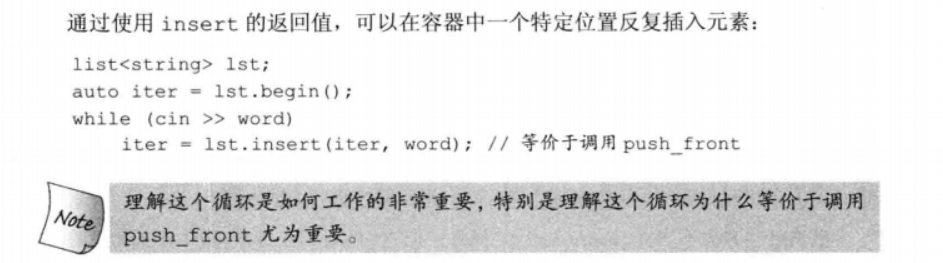 通过使用 insert 的返回值，可以在容器中一个特定位置反复插入元素：
list<string> lst;
auto iter = lst.begin();
while (cin >> word)
    iter = lst.insert(iter, word); // 等价于调用 push_front
Note
理解这个循环是如何工作的非常重要，特别是理解这个循环为什么等价于调用
push_front 尤为重要。